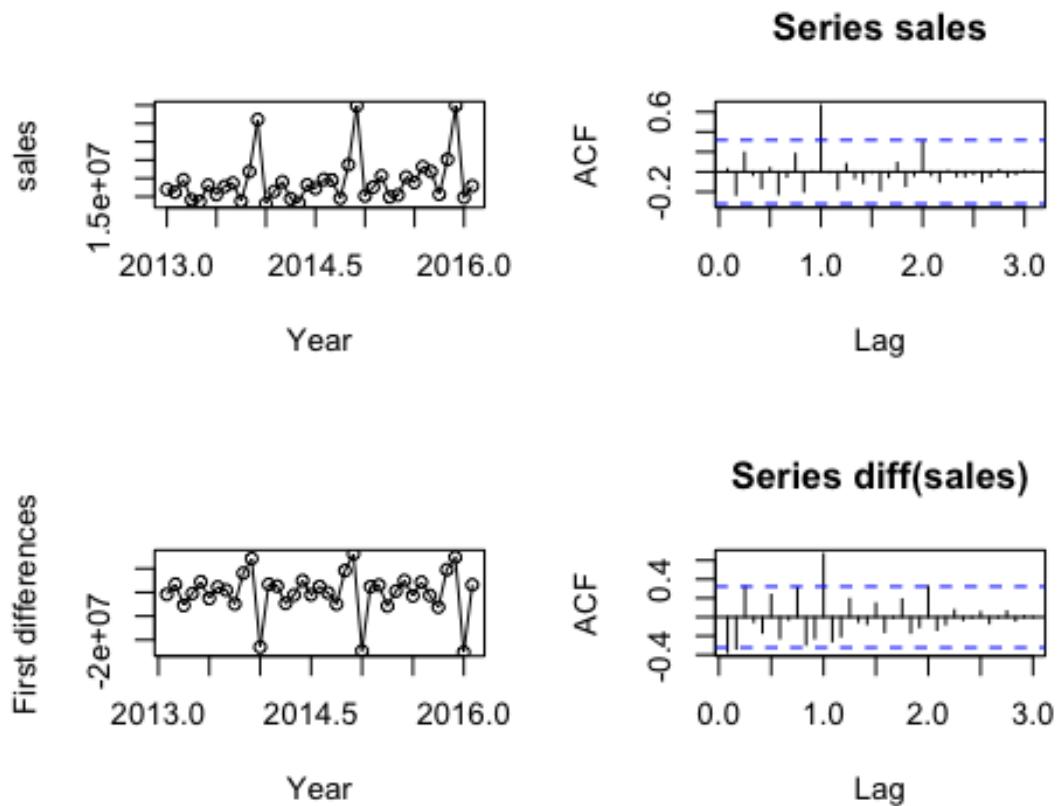 Series sales
sales
1.5e+07
2013.0 2014.5 2016.0
Year
ACF
-0.2 0.6
0.0 1.0 2.0 3.0
Lag
Series diff(sales)
First differences
-2e+07
2013.0 2014.5 2016.0
Year
ACF
-0.4 0.4
0.0 1.0 2.0 3.0
Lag